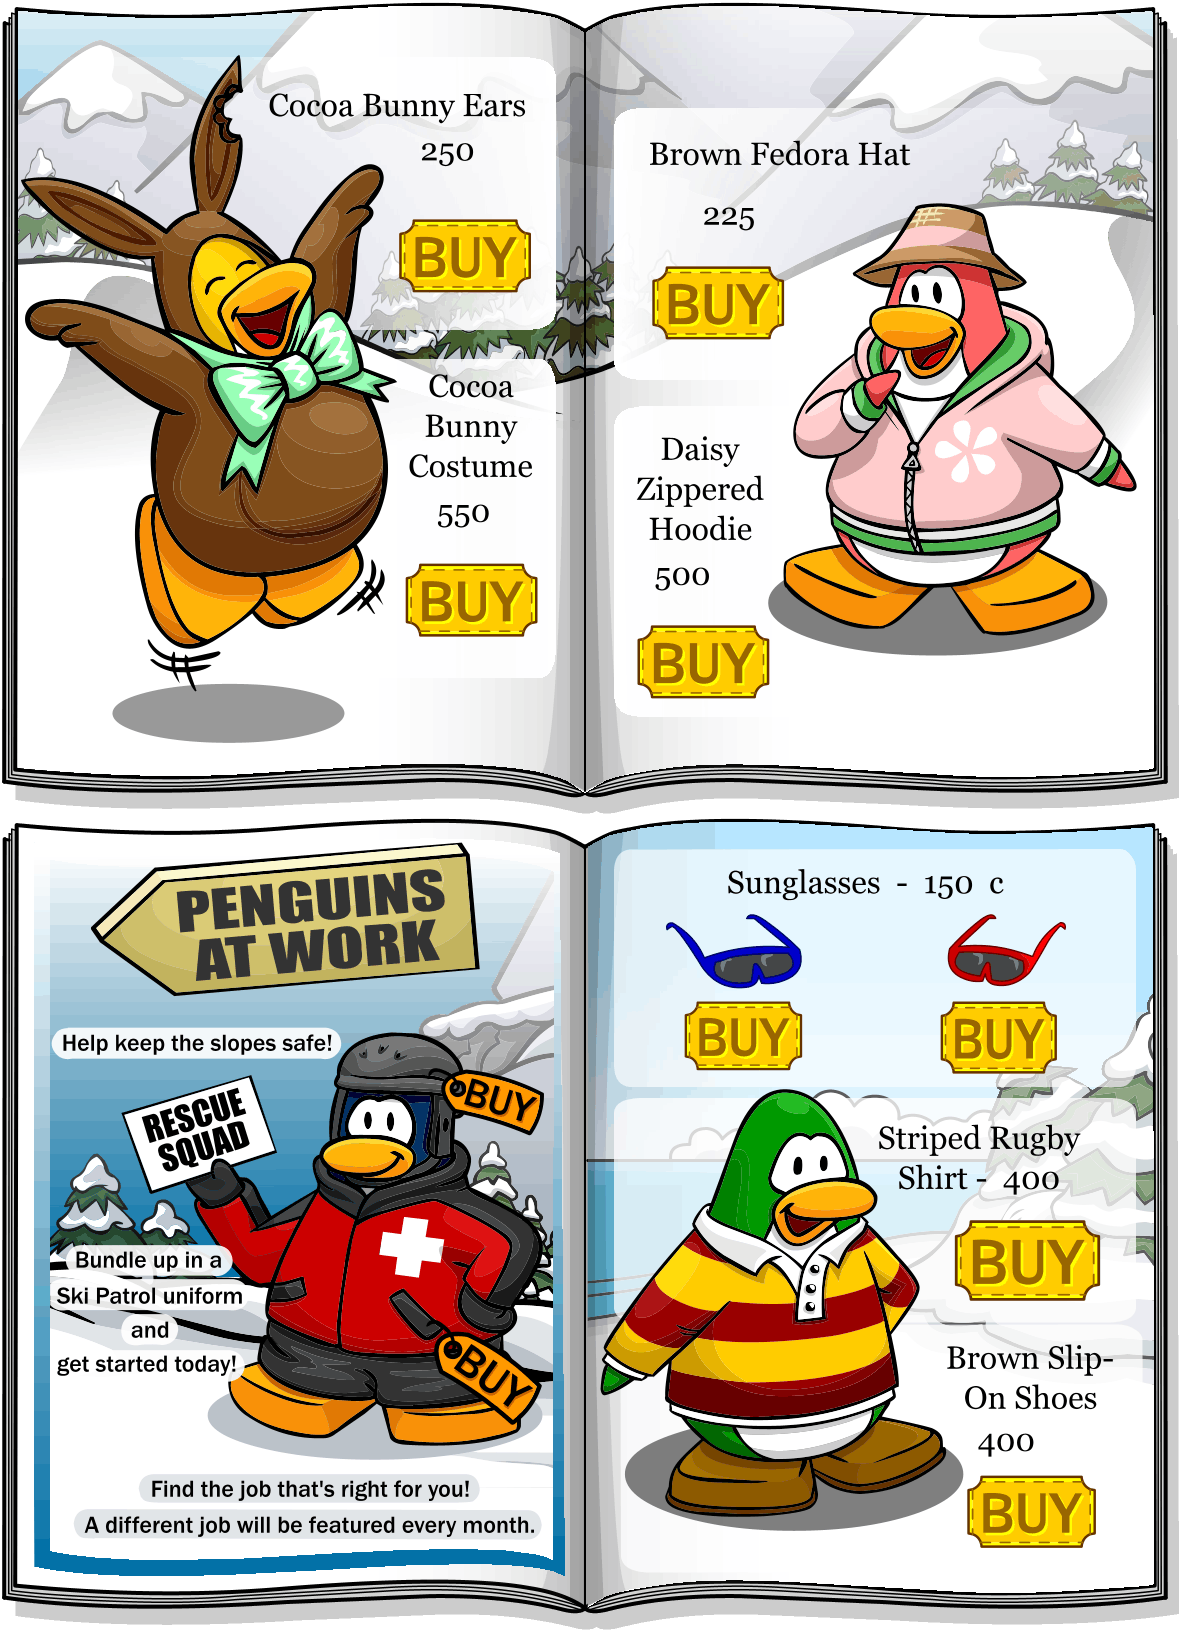 Cocoa Bunny Ears
250
BUY
Cocoa
Bunny
Costume
550
BUY
Brown Fedora Hat
225
BUY
Daisy
Zippered
Hoodie
500
BUY
PENGUINS
AT WORK
Help keep the slopes safe!
BUY
RESCUE
SQUAD
Bundle up in a
Ski Patrol uniform
and
get started today!
BUY
Find the job that's right for you!
A different job will be featured every month.
Sunglasses - 150 c
BUY BUY
Striped Rugby
Shirt - 400
BUY
Brown Slip-
On Shoes
400
BUY